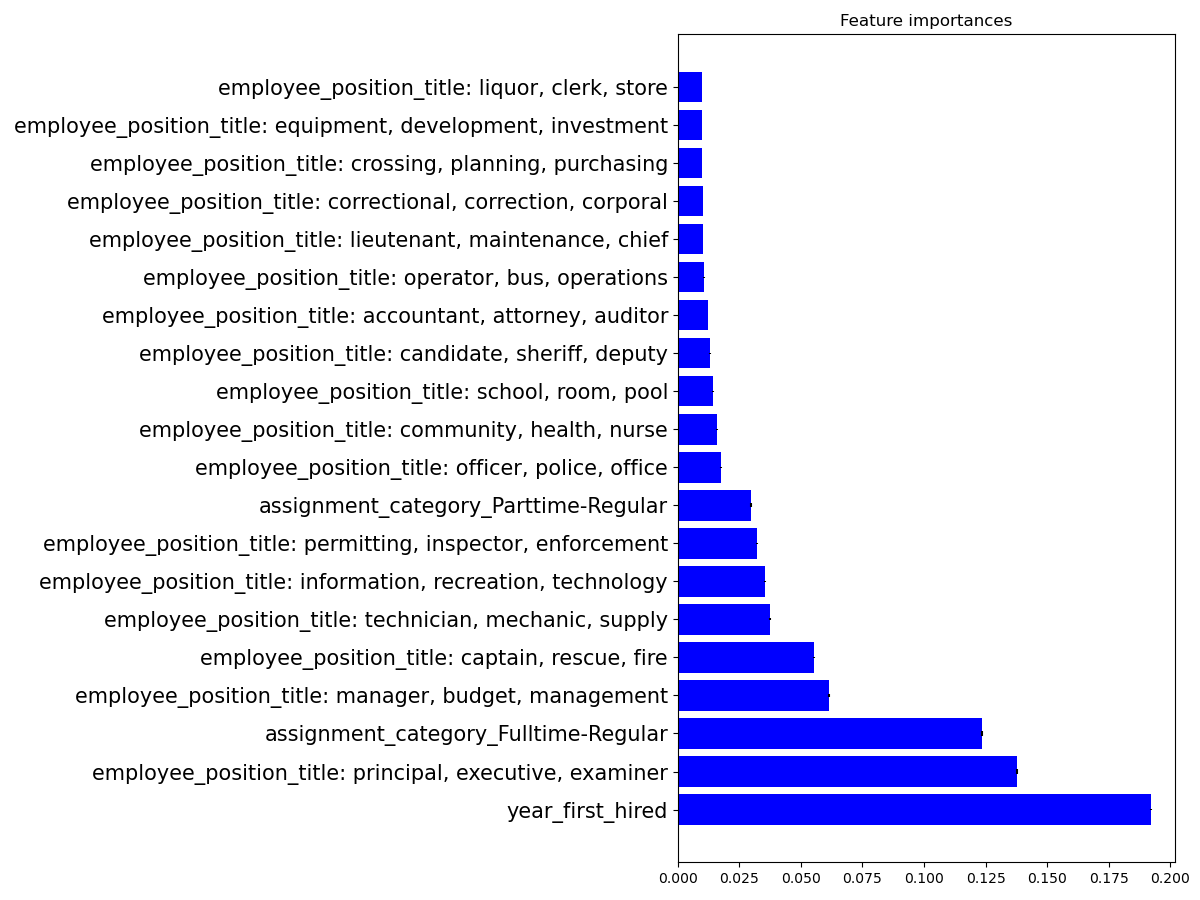 Feature importances
employee_position_title: liquor, clerk, store
employee_position_title: equipment, development, investment
employee_position_title: crossing, planning, purchasing
employee_position_title: correctional, correction, corporal
employee_position_title: lieutenant, maintenance, chief
employee_position_title: operator, bus, operations
employee_position_title: accountant, attorney, auditor
employee_position_title: candidate, sheriff, deputy
employee_position_title: school, room, pool
employee_position_title: community, health, nurse
employee_position_title: officer, police, office
assignment_category_Parttime-Regular
employee_position_title: permitting, inspector, enforcement
employee_position_title: information, recreation, technology
employee_position_title: technician, mechanic, supply
employee_position_title: captain, rescue, fire
employee_position_title: manager, budget, management
assignment_category_Fulltime-Regular
employee_position_title: principal, executive, examiner
year_first_hired
0.000 0.025 0.050 0.075 0.100 0.125 0.150 0.175 0.200